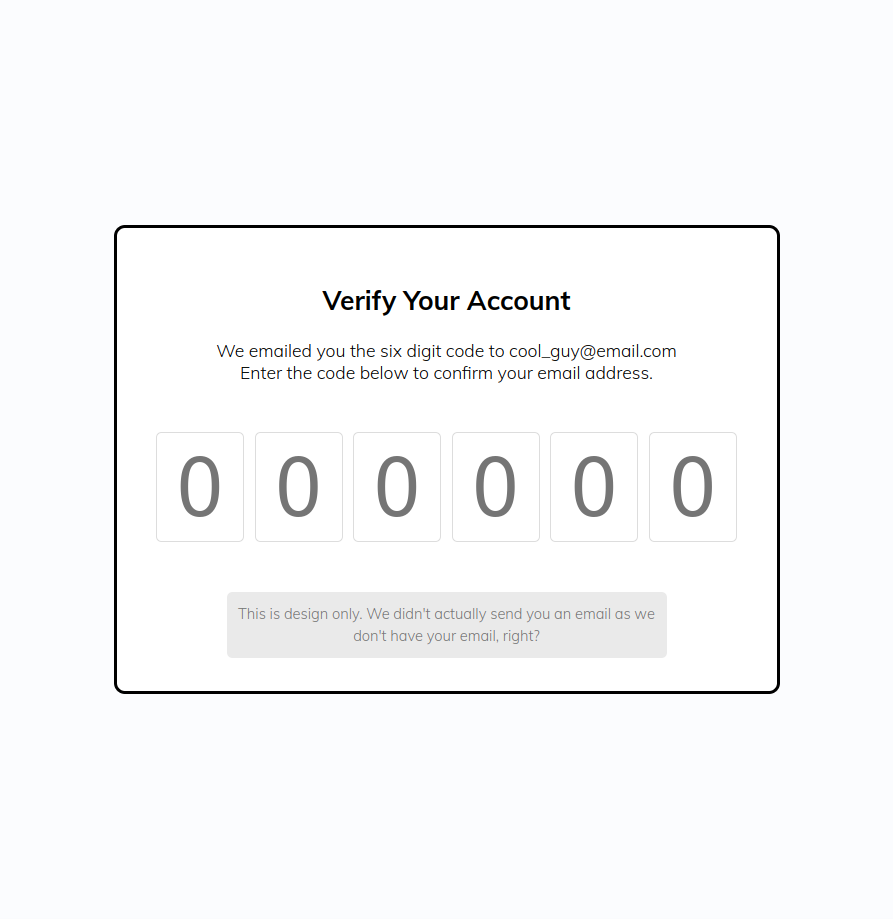 Verify Your Account
We emailed you the six digit code to cool_guy@email.com
Enter the code below to confirm your email address.
0 0 0 0 0 0
This is design only. We didn't actually send you an email as we
don't have your email, right?